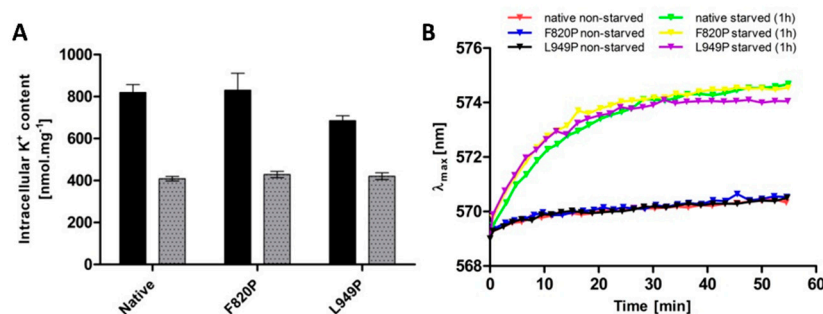 A
Intracellular K⁺ content
[nmol.mg⁻¹]
1000
800
600
400
200
0
Native
F820P
L949P
B
native non-starved
native starved (1h)
F820P non-starved
F820P starved (1h)
L949P non-starved
L949P starved (1h)
λmax [nm]
576
574
572
570
568
0
10
20
30
40
50
60
Time [min]